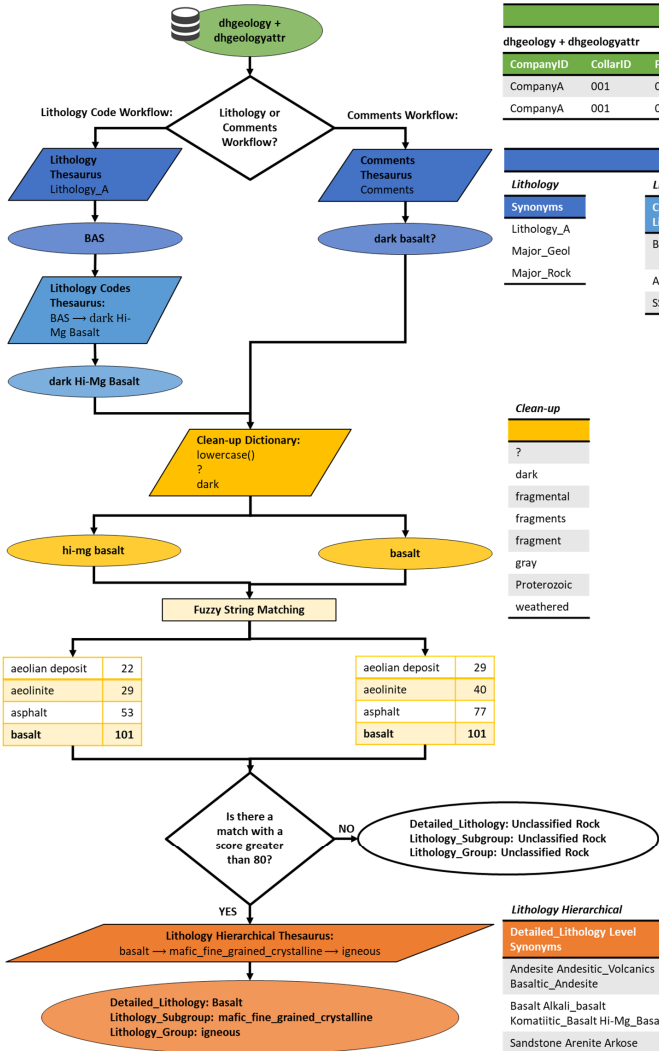 dhgeology +
dhgeologyattr
Lithology Code Workflow:
Lithology or
Comments
Workflow?
Comments Workflow:
Lithology
Thesaurus
Lithology_A
Comments
Thesaurus
Comments
BAS
dark basalt?
Lithology Codes
Thesaurus:
BAS → dark Hi-
Mg Basalt
dark Hi-Mg Basalt
Clean-up Dictionary:
lowercase()
?
dark
hi-mg basalt
basalt
Fuzzy String Matching
aeolian deposit 22
aeolinite 29
asphalt 53
basalt 101
aeolian deposit 29
aeolinite 40
asphalt 77
basalt 101
Is there a
match with a
score greater
than 80?
NO
Detailed_Lithology: Unclassified Rock
Lithology_Subgroup: Unclassified Rock
Lithology_Group: Unclassified Rock
YES
Lithology Hierarchical Thesaurus:
basalt → mafic_fine_grained_crystalline → igneous
Detailed_Lithology: Basalt
Lithology_Subgroup: mafic_fine_grained_crystalline
Lithology_Group: igneous
dhgeology + dhgeologyattr
CompanyID CollarID
CompanyA 001
CompanyA 001
Lithology
Synonyms
Lithology_A
Major_Geol
Major_Rock
Clean-up
?
dark
fragmental
fragments
fragment
gray
Proterozoic
weathered
Lithology Hierarchical
Detailed_Lithology Level
Synonyms
Andesite Andesitic_Volcanics
Basaltic_Andesite
Basalt Alkali_basalt
Komatiitic_Basalt Hi-Mg_Basa
Sandstone Arenite Arkose